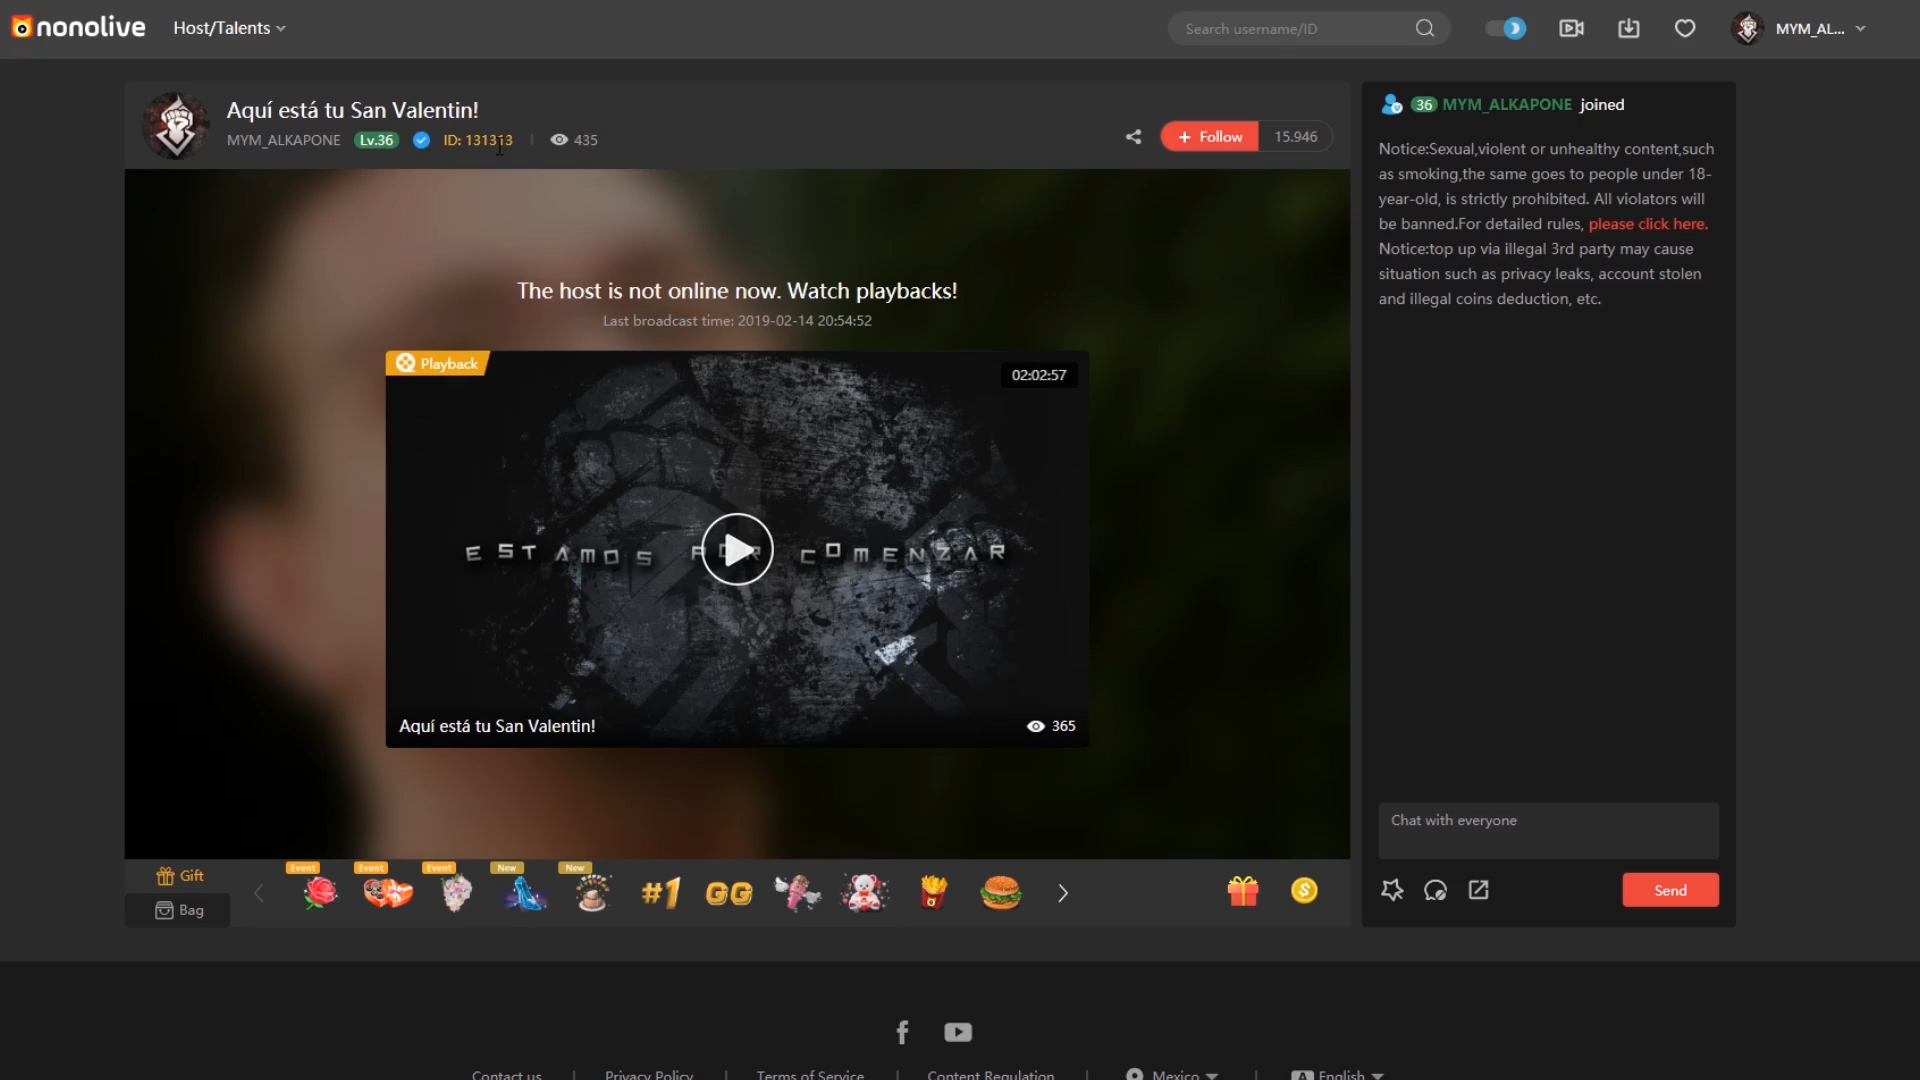 nonolive
Host/Talents
Search username/ID
MYM_AL...
Aquí está tu San Valentin!
MYM_ALKAPONE Lv.36 ID: 131313 435
+ Follow 15.946
The host is not online now. Watch playbacks!
Last broadcast time: 2019-02-14 20:54:52
Playback
02:02:57
ESTAMOS POR COMENZAR
Aquí está tu San Valentin!
365
Gift
Bag
Event
Event
Event
New
New
#1
GG
36 MYM_ALKAPONE joined
Notice:Sexual,violent or unhealthy content,such
as smoking,the same goes to people under 18-
year-old, is strictly prohibited. All violators will
be banned.For detailed rules, please click here.
Notice:top up via illegal 3rd party may cause
situation such as privacy leaks, account stolen
and illegal coins deduction, etc.
Chat with everyone
Send
Contact us | Privacy Policy | Terms of Service | Content Regulation | Mexico | English